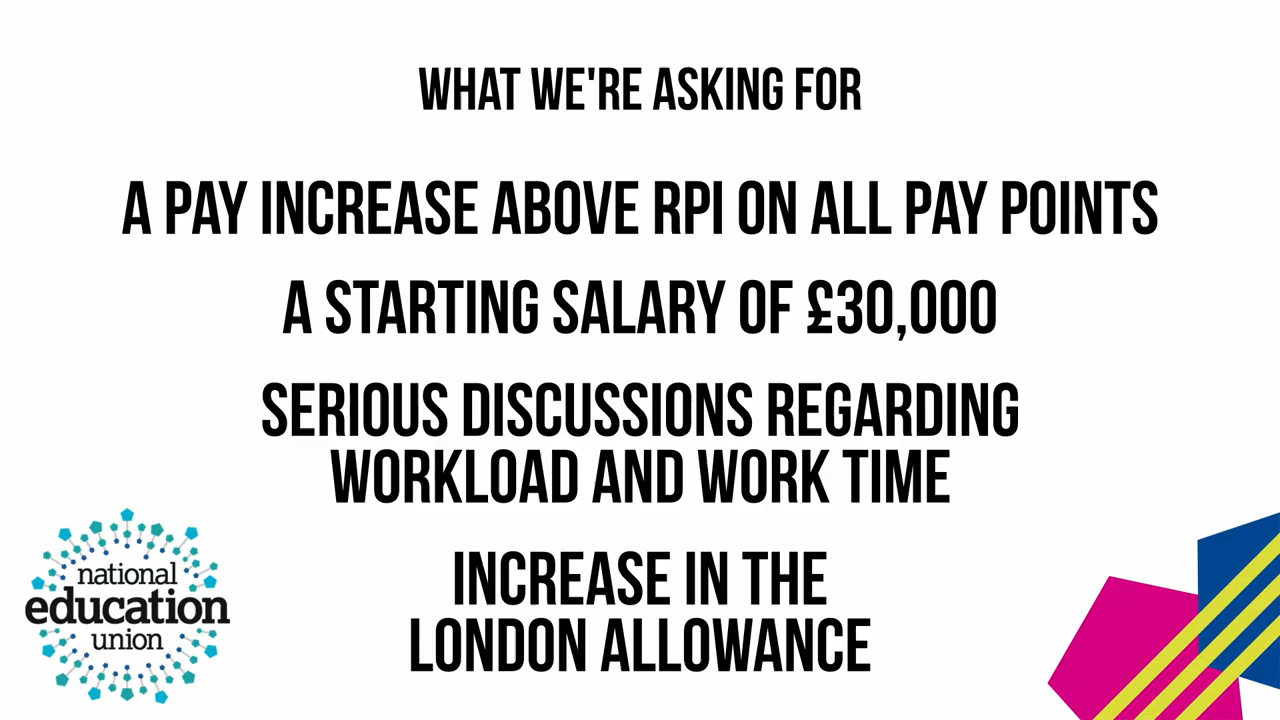 WHAT WE'RE ASKING FOR
A PAY INCREASE ABOVE RPI ON ALL PAY POINTS
A STARTING SALARY OF £30,000
SERIOUS DISCUSSIONS REGARDING
WORKLOAD AND WORK TIME
INCREASE IN THE
LONDON ALLOWANCE
national
education
union